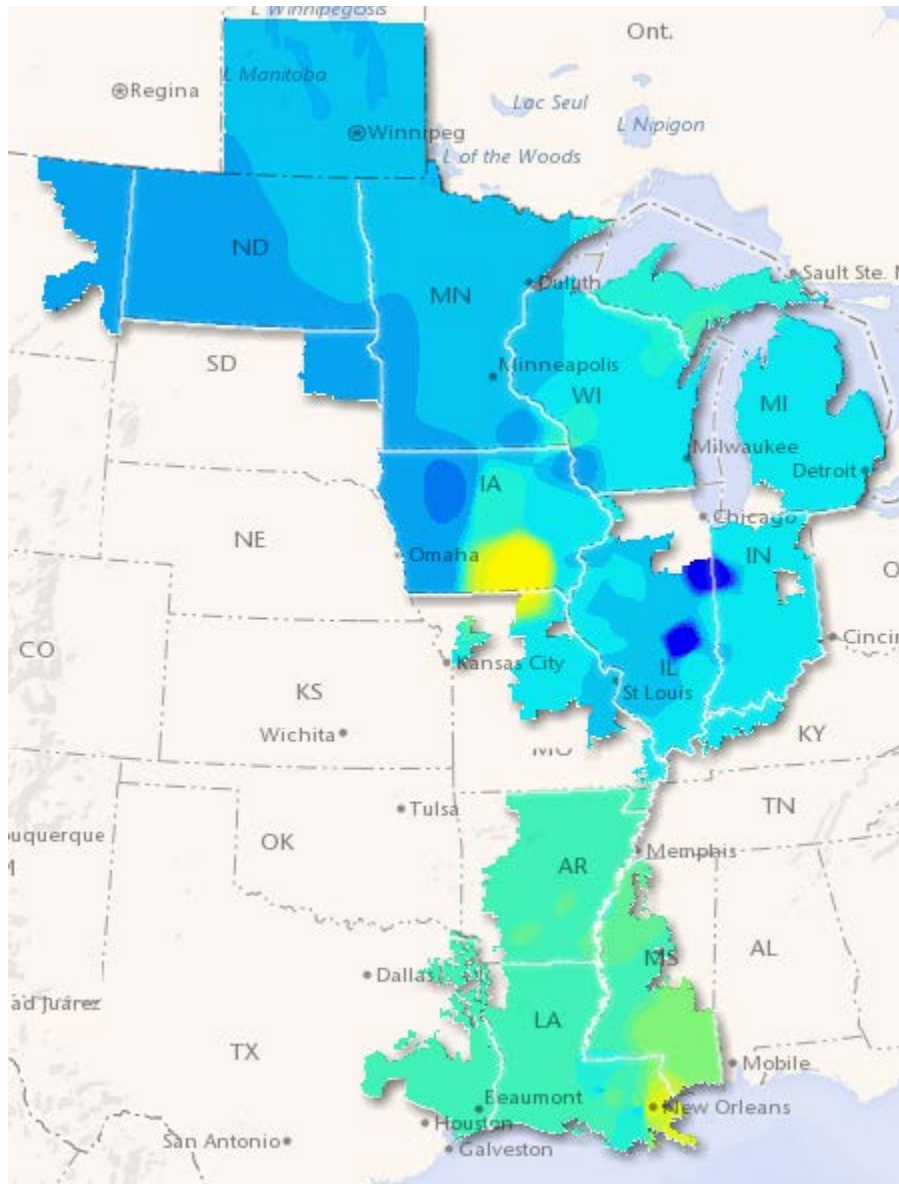 L Winnipegosis
Ont.
L Manitoba
Regina
Lac Seul
L Nipigon
Winnipeg
L of the Woods
ND
Sault Ste.
Duluth
MN
SD
Minneapolis
WI
MI
Milwaukee
Detroit
IA
Chicago
NE
Omaha
IN
CO
Kansas City
IL
St Louis
KS
Wichita
KY
MO
TN
Tulsa
uquerque
OK
Memphis
AR
MS
AL
Dallas
ad Juárez
LA
TX
Mobile
Beaumont
New Orleans
Houston
San Antonio
Galveston